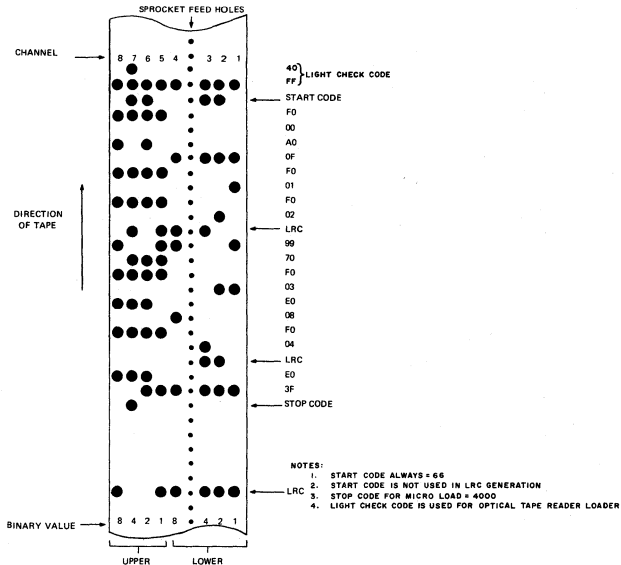 SPROCKET FEED HOLES
CHANNEL
8 7 6 5 4 3 2 1
40
FF
LIGHT CHECK CODE
START CODE
F0
00
A0
0F
F0
01
F0
02
DIRECTION
OF TAPE
LRC
99
70
F0
03
E0
08
F0
04
LRC
E0
3F
STOP CODE
NOTES:
1. START CODE ALWAYS = 66
2. START CODE IS NOT USED IN LRC GENERATION
3. STOP CODE FOR MICRO LOAD = 4000
4. LIGHT CHECK CODE IS USED FOR OPTICAL TAPE READER LOADER
LRC
BINARY VALUE
8 4 2 1 8 4 2 1
UPPER LOWER